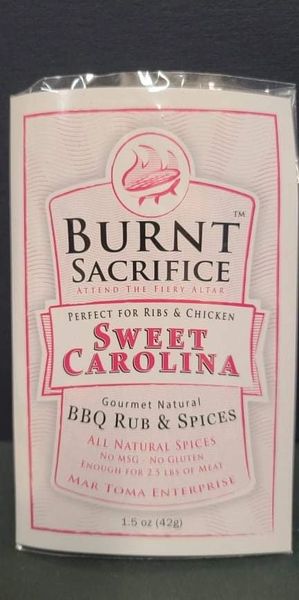 BURNT™
SACRIFICE
ATTEND THE FIERY ALTAR
PERFECT FOR RIBS & CHICKEN
SWEET
CAROLINA
Gourmet Natural
BBQ RUB & SPICES
ALL NATURAL SPICES
NO MSG - NO GLUTEN
ENOUGH FOR 2.5 LBS OF MEAT
MAR TOMA ENTERPRISE
1.5 oz (42g)